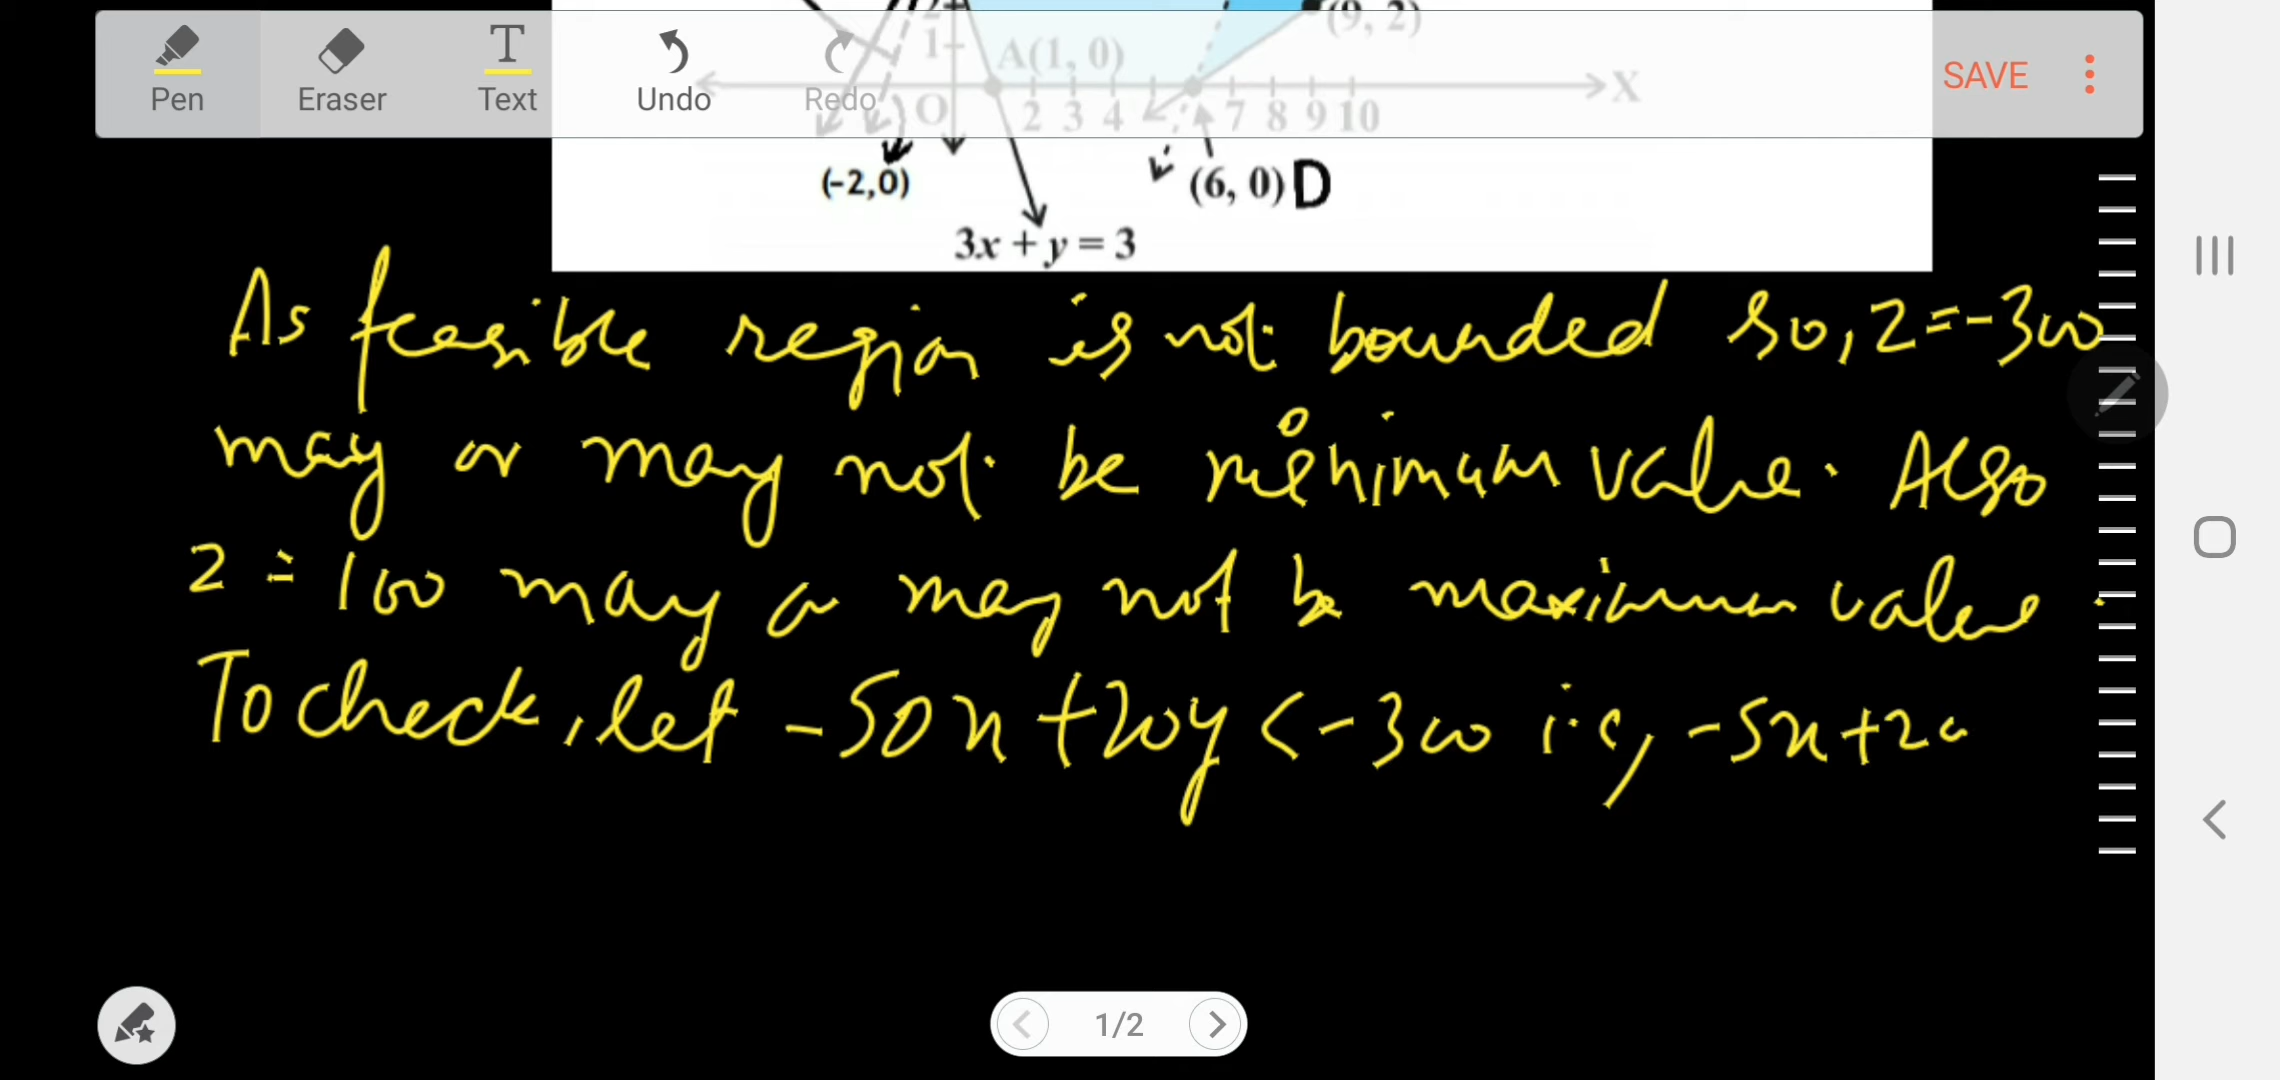 (9, 2)
1 A(1, 0)
Pen Eraser Text Undo Redo SAVE
X
O 2 3 4 7 8 9 10
(-2,0) (6, 0) D
3x + y = 3
As feasible region is not bounded so, Z = -300
may or may not be minimum value. Also
Z = 100 may or may not be maximum value.
To check, let -50x + 20y < -300 i.e, -5x + 2
1/2